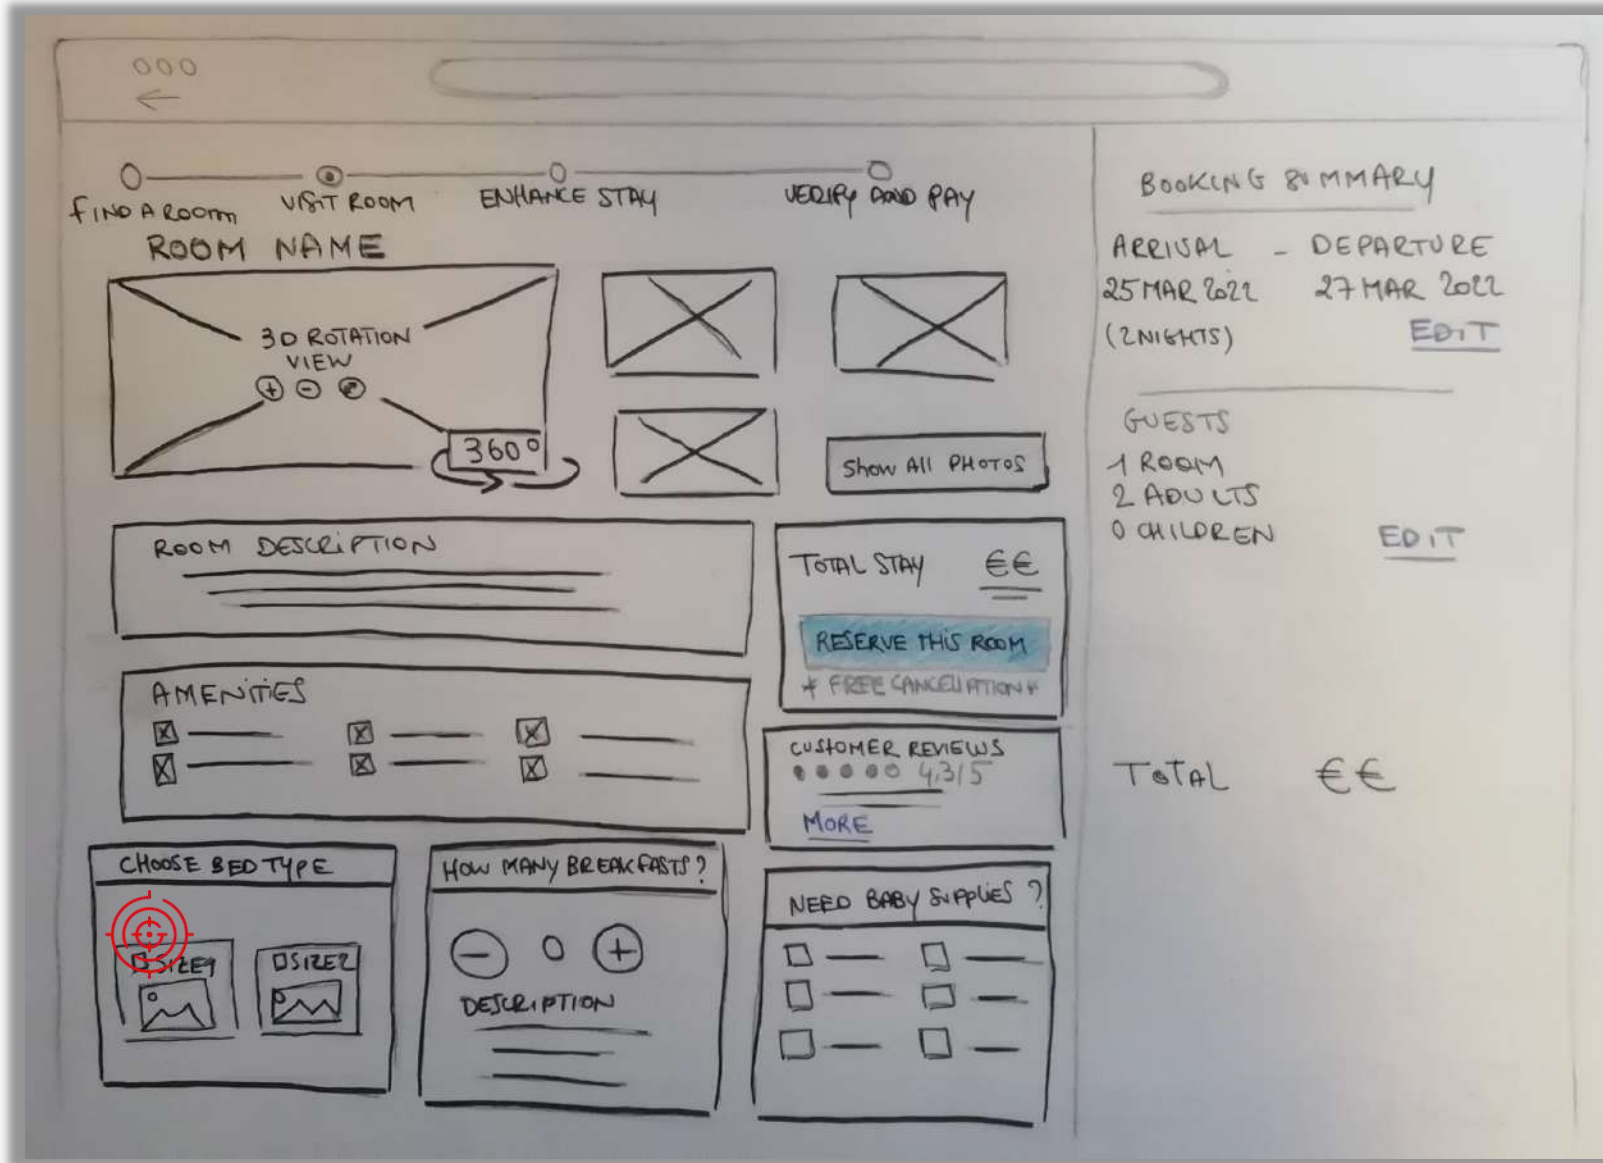 FIND A ROOM
VISIT ROOM
ENHANCE STAY
VERIFY AND PAY
ROOM NAME
3D ROTATION
VIEW
360°
Show All PHOTOS
ROOM DESCRIPTION
AMENITIES
TOTAL STAY €€
RESERVE THIS ROOM
* FREE CANCELLATION *
CUSTOMER REVIEWS
4,3/5
MORE
CHOOSE BED TYPE
SIZE1
SIZE2
HOW MANY BREAKFASTS?
− 0 +
DESCRIPTION
NEED BABY SUPPLIES ?
BOOKING SUMMARY
ARRIVAL - DEPARTURE
25 MAR 2022 27 MAR 2022
(2 NIGHTS) EDIT
GUESTS
1 ROOM
2 ADULTS
0 CHILDREN EDIT
TOTAL €€